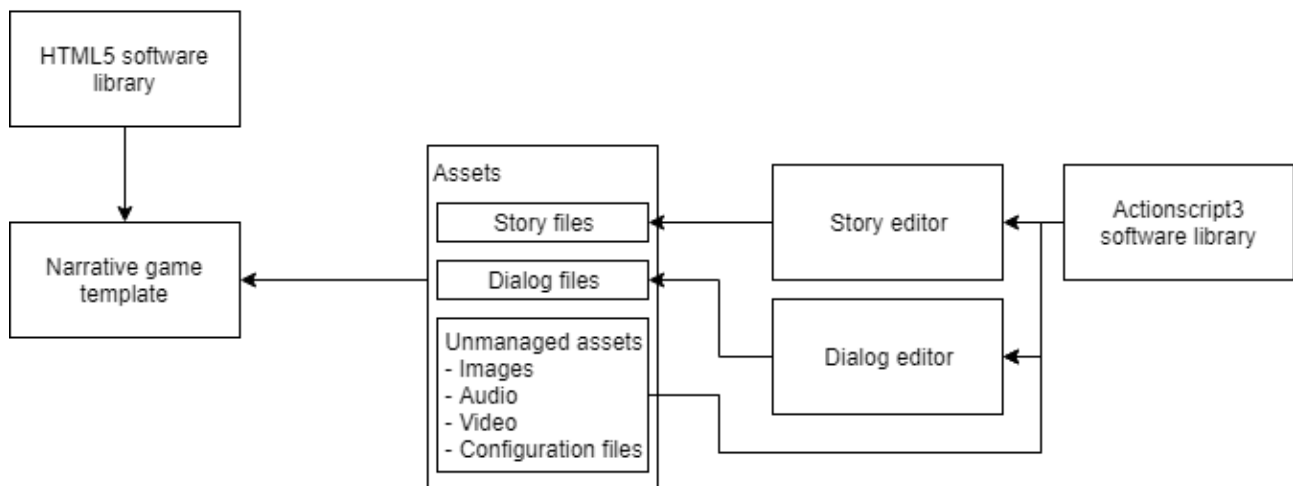 HTML5 software
library
Narrative game
template
Assets
Story files
Dialog files
Unmanaged assets
- Images
- Audio
- Video
- Configuration files
Story editor
Dialog editor
Actionscript3
software library